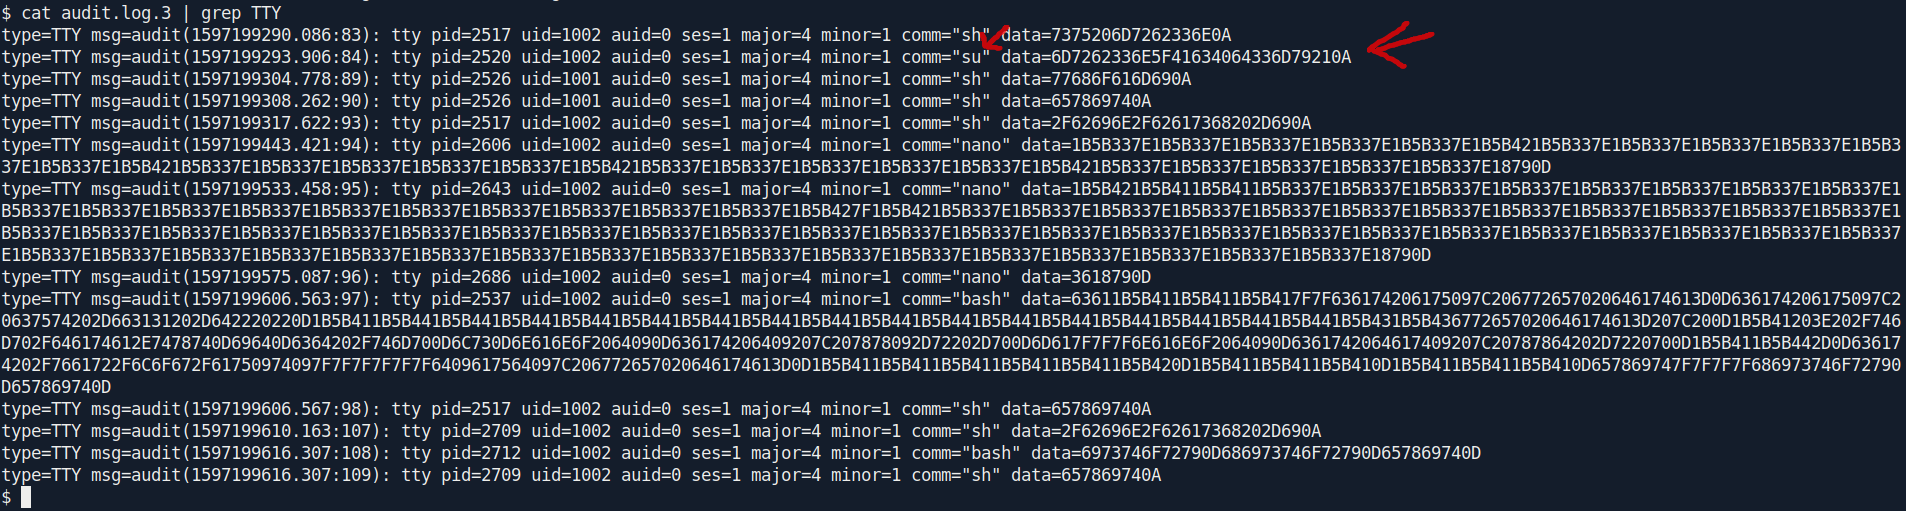 $ cat audit.log.3 | grep TTY
type=TTY msg=audit(1597199290.086:83): tty pid=2517 uid=1002 auid=0 ses=1 major=4 minor=1 comm="sh" data=7375206D7262336E0A
type=TTY msg=audit(1597199293.906:84): tty pid=2520 uid=1002 auid=0 ses=1 major=4 minor=1 comm="su" data=6D7262336E5F41634064336D79210A
type=TTY msg=audit(1597199304.778:89): tty pid=2526 uid=1001 auid=0 ses=1 major=4 minor=1 comm="sh" data=77686F616D690A
type=TTY msg=audit(1597199308.262:90): tty pid=2526 uid=1001 auid=0 ses=1 major=4 minor=1 comm="sh" data=657869740A
type=TTY msg=audit(1597199317.622:93): tty pid=2517 uid=1002 auid=0 ses=1 major=4 minor=1 comm="sh" data=2F62696E2F62617368202D690A
type=TTY msg=audit(1597199443.421:94): tty pid=2606 uid=1002 auid=0 ses=1 major=4 minor=1 comm="nano" data=1B5B337E1B5B337E1B5B337E1B5B337E1B5B337E1B5B421B5B337E1B5B337E1B5B337E1B5B337E1B5B3
37E1B5B337E1B5B421B5B337E1B5B337E1B5B337E1B5B337E1B5B337E1B5B421B5B337E1B5B337E1B5B337E1B5B337E1B5B337E1B5B421B5B337E1B5B337E1B5B337E1B5B337E1B5B337E18790D
type=TTY msg=audit(1597199533.458:95): tty pid=2643 uid=1002 auid=0 ses=1 major=4 minor=1 comm="nano" data=1B5B421B5B411B5B411B5B337E1B5B337E1B5B337E1B5B337E1B5B337E1B5B337E1B5B337E1B5B337E1
B5B337E1B5B337E1B5B337E1B5B337E1B5B337E1B5B337E1B5B337E1B5B337E1B5B337E1B5B337E1B5B427F1B5B421B5B337E1B5B337E1B5B337E1B5B337E1B5B337E1B5B337E1B5B337E1B5B337E1B5B337E1B5B337E1B5B337E1B5B337E1
B5B337E1B5B337E1B5B337E1B5B337E1B5B337E1B5B337E1B5B337E1B5B337E1B5B337E1B5B337E1B5B337E1B5B337E1B5B337E1B5B337E1B5B337E1B5B337E1B5B337E1B5B337E1B5B337E1B5B337E1B5B337E1B5B337E1B5B337E1B5B337
E1B5B337E1B5B337E1B5B337E1B5B337E1B5B337E1B5B337E1B5B337E1B5B337E1B5B337E1B5B337E1B5B337E1B5B337E1B5B337E1B5B337E1B5B337E1B5B337E1B5B337E18790D
type=TTY msg=audit(1597199575.087:96): tty pid=2686 uid=1002 auid=0 ses=1 major=4 minor=1 comm="nano" data=3618790D
type=TTY msg=audit(1597199606.563:97): tty pid=2537 uid=1002 auid=0 ses=1 major=4 minor=1 comm="bash" data=63611B5B411B5B411B5B417F7F636174206175097C206772657020646174613D0D636174206175097C2
0637574202D663131202D642220220D1B5B411B5B441B5B441B5B441B5B441B5B441B5B441B5B441B5B441B5B441B5B441B5B441B5B441B5B441B5B441B5B441B5B441B5B431B5B436772657020646174613D207C200D1B5B41203E202F746
D702F646174612E7478740D69640D6364202F746D700D6C730D6E616E6F2064090D636174206409207C207878092D72202D700D6D617F7F7F6E616E6F2064090D6361742064617409207C20787864202D7220700D1B5B411B5B442D0D63617
4202F7661722F6C6F672F61750974097F7F7F7F7F7F6409617564097C206772657020646174613D0D1B5B411B5B411B5B411B5B411B5B411B5B420D1B5B411B5B411B5B410D1B5B411B5B411B5B410D657869747F7F7F7F686973746F72790
D657869740D
type=TTY msg=audit(1597199606.567:98): tty pid=2517 uid=1002 auid=0 ses=1 major=4 minor=1 comm="sh" data=657869740A
type=TTY msg=audit(1597199610.163:107): tty pid=2709 uid=1002 auid=0 ses=1 major=4 minor=1 comm="sh" data=2F62696E2F62617368202D690A
type=TTY msg=audit(1597199616.307:108): tty pid=2712 uid=1002 auid=0 ses=1 major=4 minor=1 comm="bash" data=6973746F72790D686973746F72790D657869740D
type=TTY msg=audit(1597199616.307:109): tty pid=2709 uid=1002 auid=0 ses=1 major=4 minor=1 comm="sh" data=657869740A
$